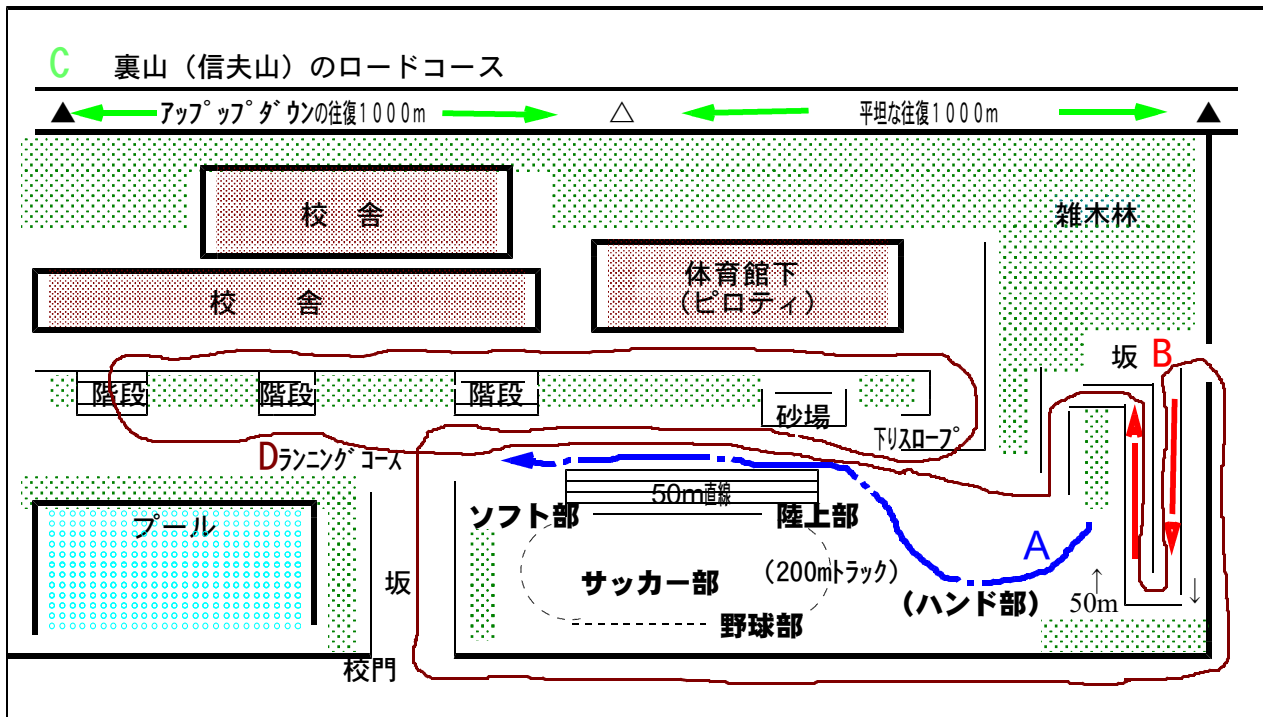 C 裏山（信夫山）のロードコース
▲ アップップダウンの往復1000m △ 平坦な往復1000m ▲
校 舎
雑木林
校 舎
体育館下
（ピロティ）
坂 B
階段 階段 階段
砂場
下りスロープ
Dランニングコース
50m直線
プール
ソフト部
陸上部
A
坂
サッカー部
（200mトラック）
（ハンド部）
↑
50m
↓
野球部
校門